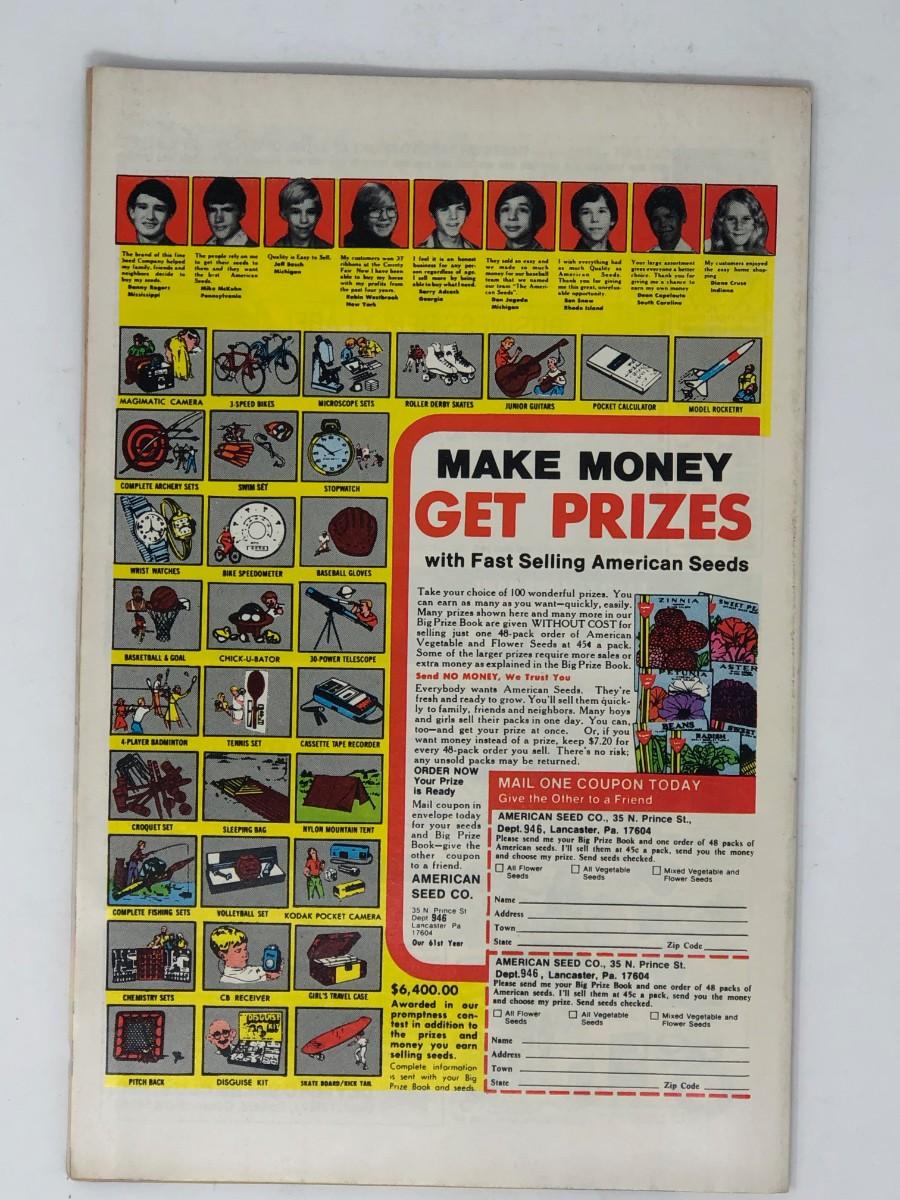 The brand of this fine
Seed Company helped
my family, friends and
neighbors decide to
buy my seeds.
Danny Rogers
Mississippi
The people rely on me
to get their seeds to
them and they want
the first American
Seeds.
Mike McKuhn
Pennsylvania
Quality is Easy to Sell.
Jeff Bosch
Michigan
My customers won 37
ribbons at the County
Fair Now I have been
able to buy my horse
with my profits from
the past four years.
Robin Westbrook
New York
I feel it is an honest
business for any per-
son regardless of age.
I sell more by being
able to buy what I need.
Barry Adcock
Georgia
They sold so easy and
we made so much
money for our baseball
that we named
our team "The Ameri-
can Seeds".
Dan Jagoda
Michigan
I wish everything had
as much Quality as
American Seeds.
Thank you for giving
me this great, unrefus-
able opportunity.
Ben Snow
Rhode Island
Your large assortment
gives everyone a better
choice. Thank you for
giving me a chance to
earn my own money
Dean Capeloute
South Carolina
My customers enjoyed
the easy home shop-
ping
Diana Cruse
Indiana
MAGIMATIC CAMERA
3-SPEED BIKES
MICROSCOPE SETS
ROLLER DERBY SKATES
JUNIOR GUITARS
POCKET CALCULATOR
MODEL ROCKETRY
COMPLETE ARCHERY SETS
SWIM SET
STOPWATCH
WRIST WATCHES
BIKE SPEEDOMETER
BASEBALL GLOVES
BASKETBALL & GOAL
CHICK-U-BATOR
30-POWER TELESCOPE
4-PLAYER BADMINTON
TENNIS SET
CASSETTE TAPE RECORDER
CROQUET SET
SLEEPING BAG
NYLON MOUNTAIN TENT
COMPLETE FISHING SETS
VOLLEYBALL SET
KODAK POCKET CAMERA
CHEMISTRY SETS
CB RECEIVER
GIRL'S TRAVEL CASE
PITCH BACK
DISGUISE KIT
SKATE BOARD/KICK TAIL
MAKE MONEY
GET PRIZES
with Fast Selling American Seeds
Take your choice of 100 wonderful prizes. You
can earn as many as you want—quickly, easily.
Many prizes shown here and many more in our
Big Prize Book are given WITHOUT COST for
selling just one 48-pack order of American
Vegetable and Flower Seeds at 45¢ a pack.
Some of the larger prizes require more sales or
extra money as explained in the Big Prize Book.
Send NO MONEY, We Trust You
Everybody wants American Seeds. They're
fresh and ready to grow. You'll sell them quick-
ly to family, friends and neighbors. Many boys
and girls sell their packs in one day. You can,
too—and get your prize at once. Or, if you
want money instead of a prize, keep $7.20 for
every 48-pack order you sell. There's no risk;
any unsold packs may be returned.
ZINNIA
SWEET PE
PETUNIA
ASTER
BEANS
RADISH
SWEET
ORDER NOW
Your Prize
is Ready
Mail coupon in
envelope today
for your seeds
and Big Prize
Book—give the
other coupon
to a friend.
AMERICAN
SEED CO.
35 N Prince St
Dept 946
Lancaster Pa
17604
Our 61st Year
$6,400.00
Awarded in our
promptness con-
test in addition to
the prizes and
money you earn
selling seeds.
Complete information
is sent with your Big
Prize Book and seeds.
MAIL ONE COUPON TODAY
Give the Other to a Friend
AMERICAN SEED CO., 35 N. Prince St.,
Dept. 946, Lancaster, Pa. 17604
Please send me your Big Prize Book and one order of 48 packs of
American seeds. I'll sell them at 45c a pack, send you the money
and choose my prize. Send seeds checked.
All Flower Seeds
All Vegetable Seeds
Mixed Vegetable and Flower Seeds
Name
Address
Town
State Zip Code
AMERICAN SEED CO., 35 N. Prince St.
Dept. 946, Lancaster, Pa. 17604
Please send me your Big Prize Book and one order of 48 packs of
American seeds. I'll sell them at 45c a pack, send you the money
and choose my prize. Send seeds checked.
All Flower Seeds
All Vegetable Seeds
Mixed Vegetable and Flower Seeds
Name
Address
Town
State Zip Code